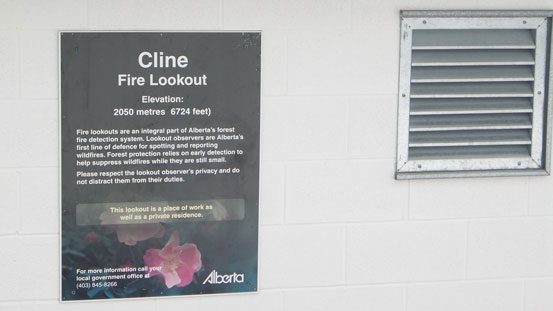 Cline
Fire Lookout
Elevation:
2050 metres 6724 feet)
Fire lookouts are an integral part of Alberta's forest
fire detection system. Lookout observers are Alberta's
first line of defence for spotting and reporting
wildfires. Forest protection relies on early detection to
help suppress wildfires while they are still small.
Please respect the lookout observer's privacy and do
not distract them from their duties.
This lookout is a place of work as
well as a private residence.
For more information call your
local government office at
(403) 845-8266
Alberta